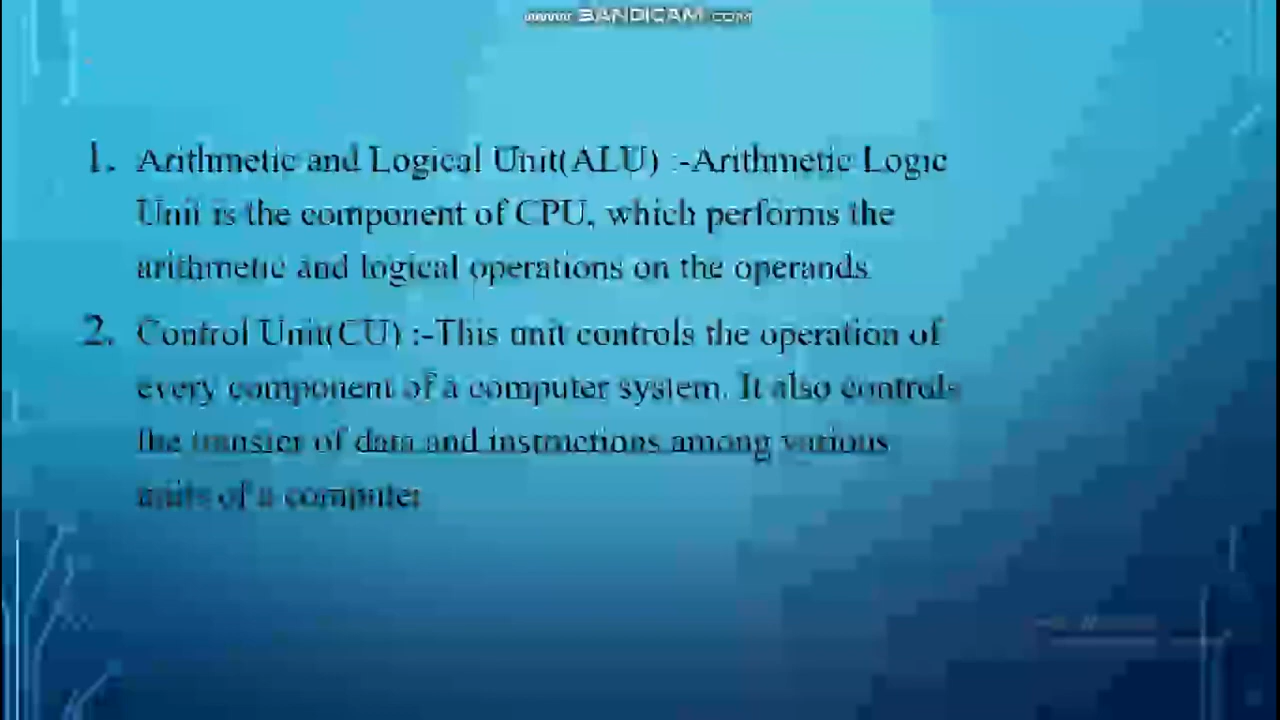 www.BANDICAM.COM
1. Arithmetic and Logical Unit(ALU) :-Arithmetic Logic
Unit is the component of CPU, which performs the
arithmetic and logical operations on the operands
2. Control Unit(CU) :-This unit controls the operation of
every component of a computer system. It also controls
the transfer of data and instructions among various
units of a computer